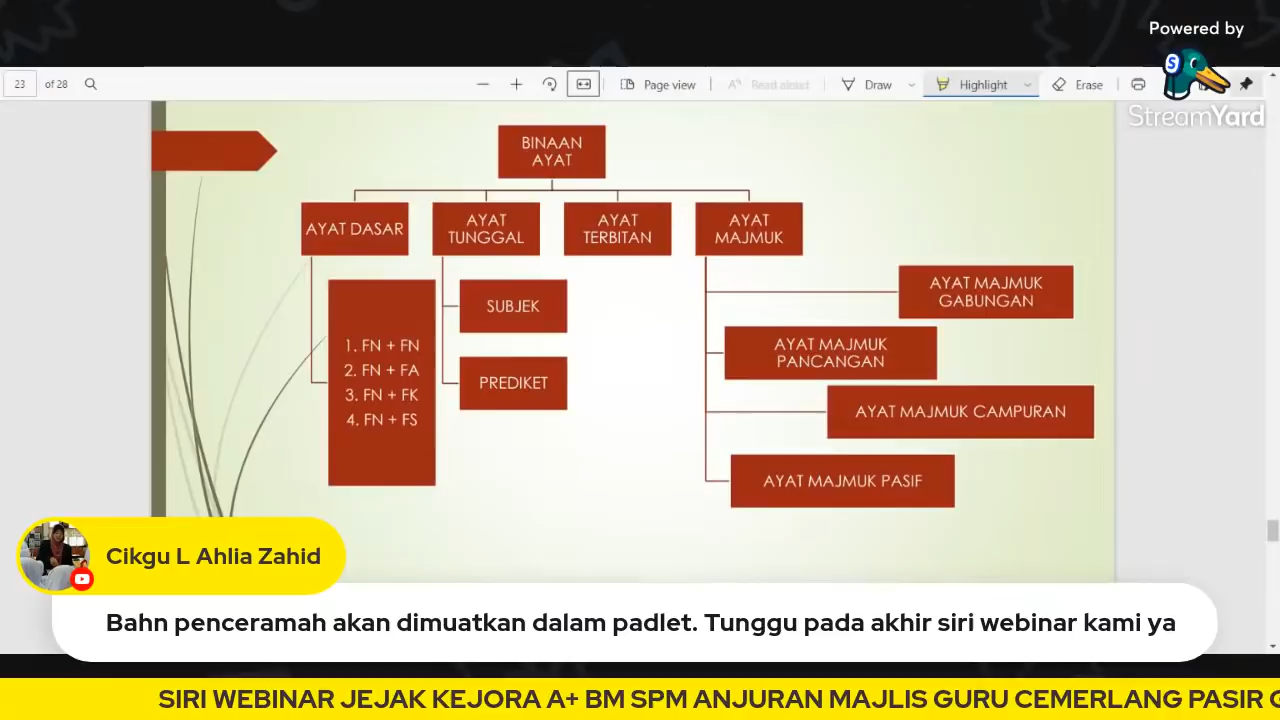 Powered by
StreamYard
23 of 28
Page view
Read aloud
Draw
Highlight
Erase
BINAAN
AYAT
AYAT DASAR
AYAT
TUNGGAL
AYAT
TERBITAN
AYAT
MAJMUK
1. FN + FN
2. FN + FA
3. FN + FK
4. FN + FS
SUBJEK
PREDIKET
AYAT MAJMUK
GABUNGAN
AYAT MAJMUK
PANCANGAN
AYAT MAJMUK CAMPURAN
AYAT MAJMUK PASIF
Cikgu L Ahlia Zahid
Bahn penceramah akan dimuatkan dalam padlet. Tunggu pada akhir siri webinar kami ya
SIRI WEBINAR JEJAK KEJORA A+ BM SPM ANJURAN MAJLIS GURU CEMERLANG PASIR